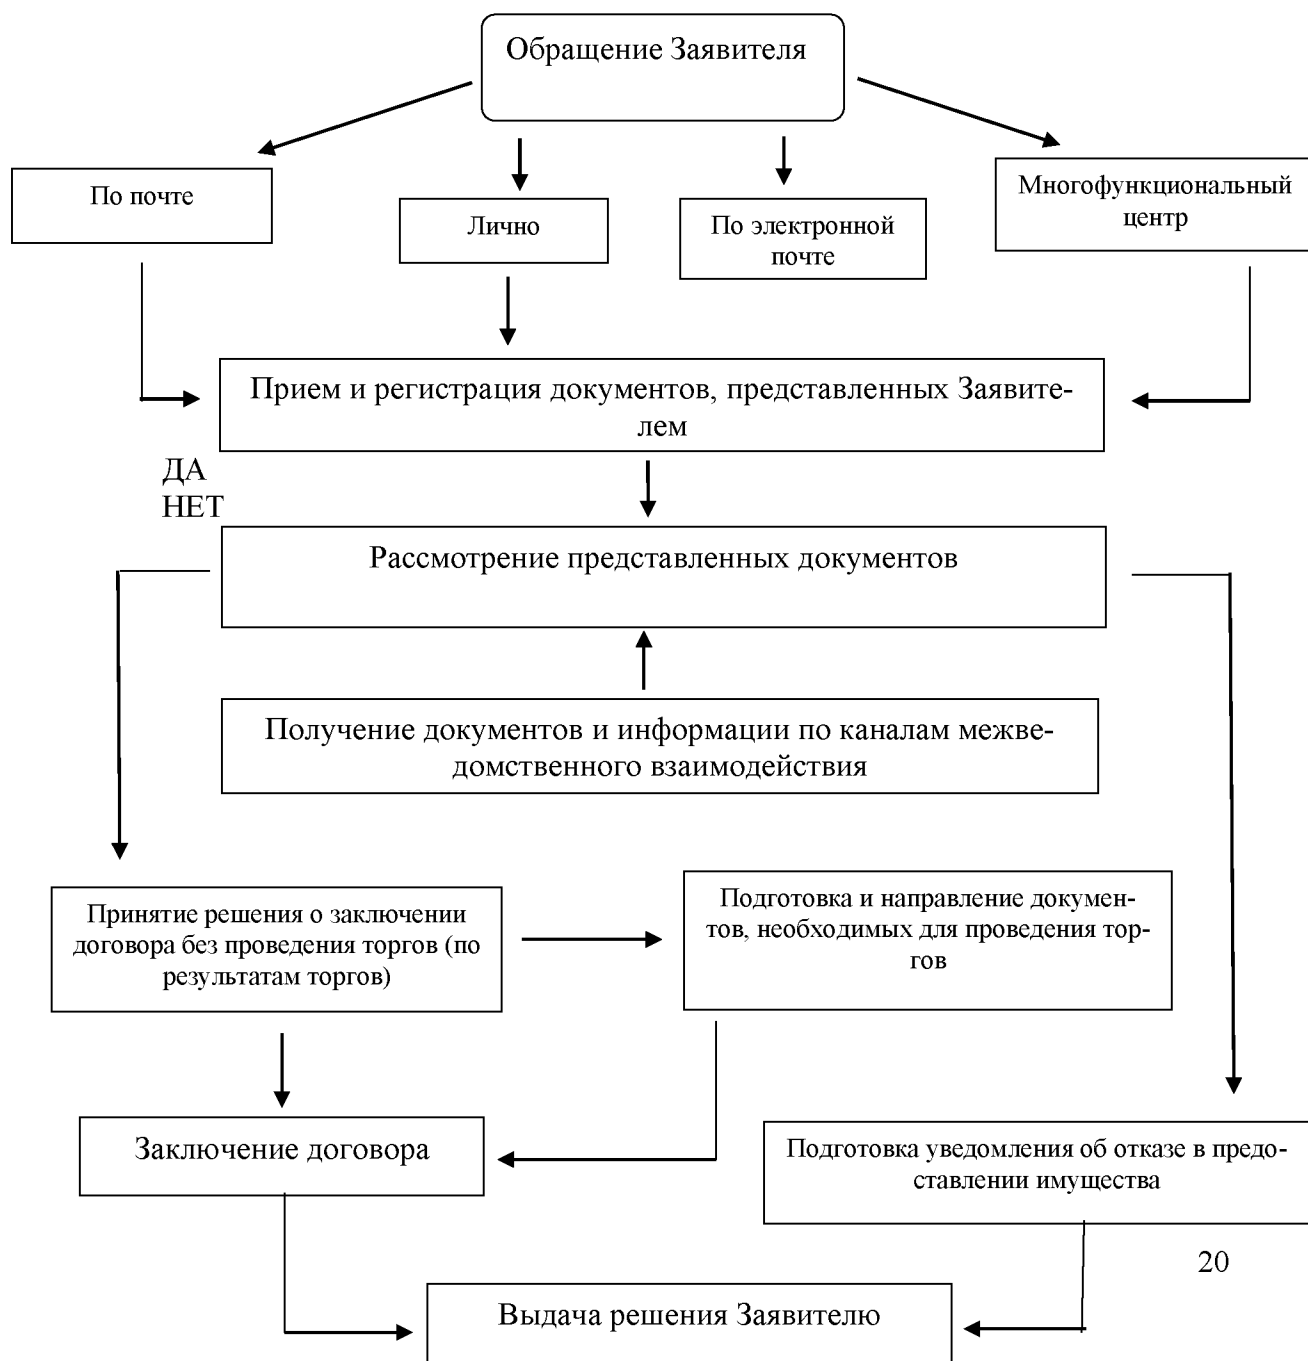 Обращение Заявителя
По почте
Лично
По электронной
почте
Многофункциональный
центр
Прием и регистрация документов, представленных Заявите-
лем
ДА
НЕТ
Рассмотрение представленных документов
Получение документов и информации по каналам межве-
домственного взаимодействия
Принятие решения о заключении
договора без проведения торгов (по
результатам торгов)
Подготовка и направление докумен-
тов, необходимых для проведения тор-
гов
Заключение договора
Подготовка уведомления об отказе в предо-
ставлении имущества
20
Выдача решения Заявителю